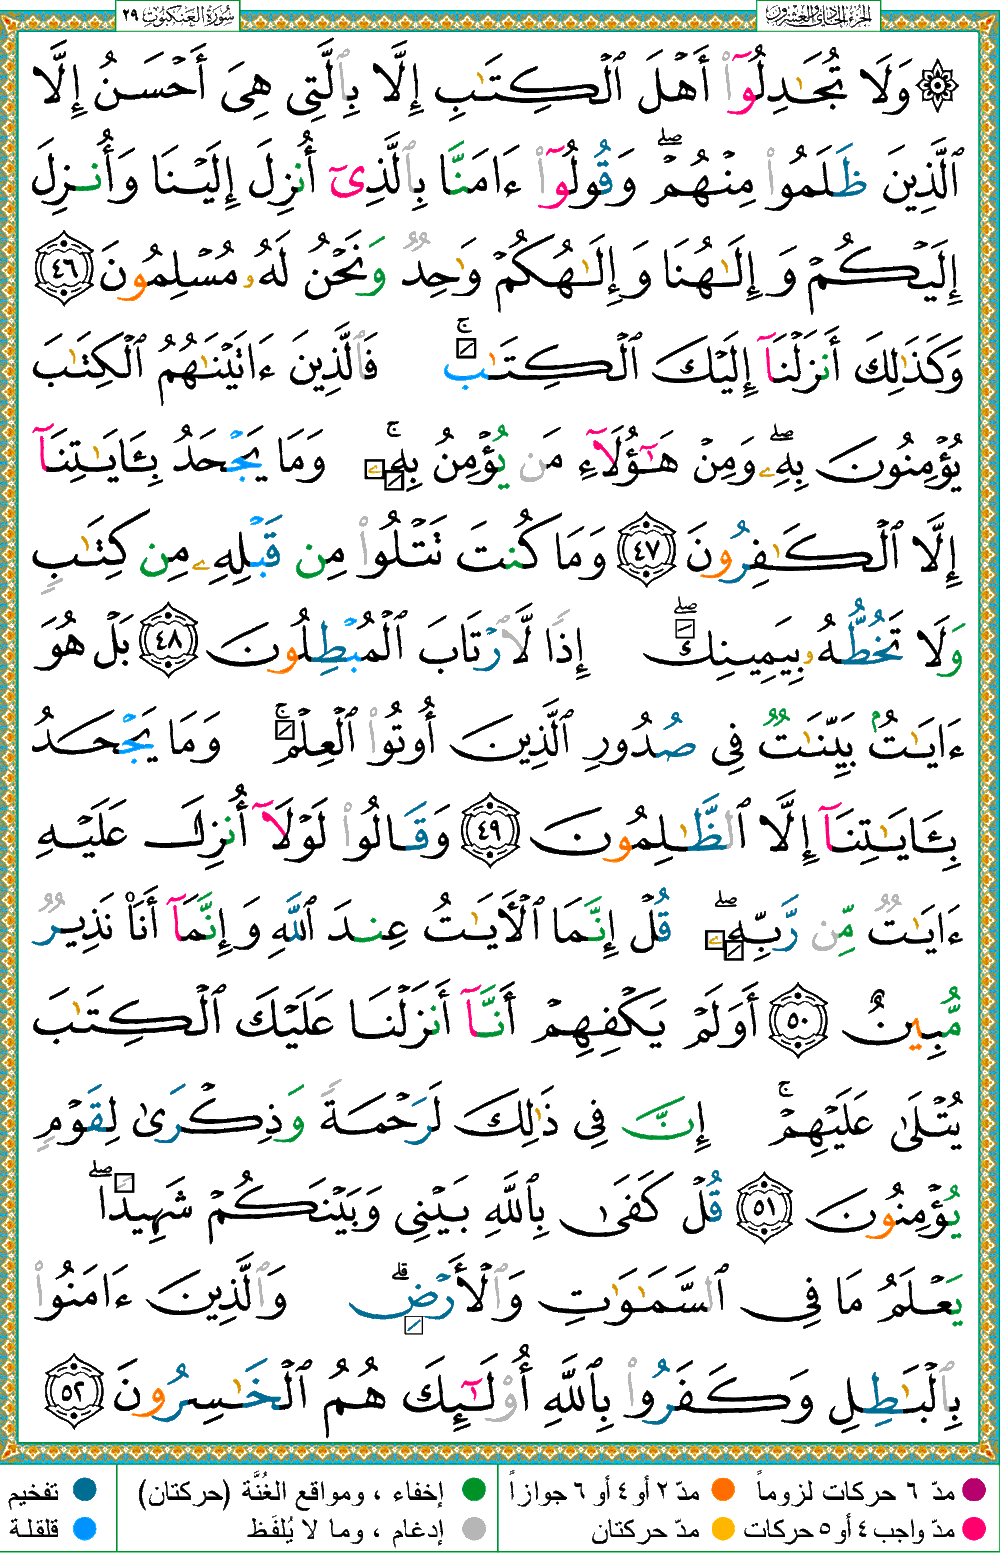 سُورَةُ العَنكَبُوت ٢٩
الجزء الحادي والعشرون
۞ وَلَا تُجَـٰدِلُوٓا۟ أَهْلَ ٱلْكِتَـٰبِ إِلَّا بِٱلَّتِى هِىَ أَحْسَنُ إِلَّا
ٱلَّذِينَ ظَلَمُوا۟ مِنْهُمْ ۖ وَقُولُوٓا۟ ءَامَنَّا بِٱلَّذِىٓ أُنزِلَ إِلَيْنَا وَأُنزِلَ
إِلَيْكُمْ وَإِلَـٰهُنَا وَإِلَـٰهُكُمْ وَٰحِدٌ وَنَحْنُ لَهُۥ مُسْلِمُونَ ﴿٤٦﴾
وَكَذَٰلِكَ أَنزَلْنَآ إِلَيْكَ ٱلْكِتَـٰبَ ۚ فَٱلَّذِينَ ءَاتَيْنَـٰهُمُ ٱلْكِتَـٰبَ
يُؤْمِنُونَ بِهِۦ ۖ وَمِنْ هَـٰٓؤُلَآءِ مَن يُؤْمِنُ بِهِۦ ۚ وَمَا يَجْحَدُ بِـَٔايَـٰتِنَآ
إِلَّا ٱلْكَـٰفِرُونَ ﴿٤٧﴾ وَمَا كُنتَ تَتْلُوا۟ مِن قَبْلِهِۦ مِن كِتَـٰبٍ
وَلَا تَخُطُّهُۥ بِيَمِينِكَ ۖ إِذًا لَّٱرْتَابَ ٱلْمُبْطِلُونَ ﴿٤٨﴾ بَلْ هُوَ
ءَايَـٰتٌۢ بَيِّنَـٰتٌ فِى صُدُورِ ٱلَّذِينَ أُوتُوا۟ ٱلْعِلْمَ ۚ وَمَا يَجْحَدُ
بِـَٔايَـٰتِنَآ إِلَّا ٱلظَّـٰلِمُونَ ﴿٤٩﴾ وَقَالُوا۟ لَوْلَآ أُنزِلَ عَلَيْهِ
ءَايَـٰتٌ مِّن رَّبِّهِۦ ۖ قُلْ إِنَّمَا ٱلْـَٔايَـٰتُ عِندَ ٱللَّهِ وَإِنَّمَآ أَنَا۠ نَذِيرٌ
مُّبِينٌ ﴿٥٠﴾ أَوَلَمْ يَكْفِهِمْ أَنَّآ أَنزَلْنَا عَلَيْكَ ٱلْكِتَـٰبَ
يُتْلَىٰ عَلَيْهِمْ ۚ إِنَّ فِى ذَٰلِكَ لَرَحْمَةً وَذِكْرَىٰ لِقَوْمٍ
يُؤْمِنُونَ ﴿٥١﴾ قُلْ كَفَىٰ بِٱللَّهِ بَيْنِى وَبَيْنَكُمْ شَهِيدًا ۖ
يَعْلَمُ مَا فِى ٱلسَّمَـٰوَٰتِ وَٱلْأَرْضِ ۗ وَٱلَّذِينَ ءَامَنُوا۟
بِٱلْبَـٰطِلِ وَكَفَرُوا۟ بِٱللَّهِ أُو۟لَـٰٓئِكَ هُمُ ٱلْخَـٰسِرُونَ ﴿٥٢﴾
مدّ ٦ حركات لزوماً
مدّ ٢ أو ٤ أو ٦ جوازاً
إخفاء ، ومواقع الغُنَّة (حركتان)
تفخيم
مدّ واجب ٤ أو ٥ حركات
مدّ حركتان
إدغام ، وما لا يُلفَظ
قلقلة